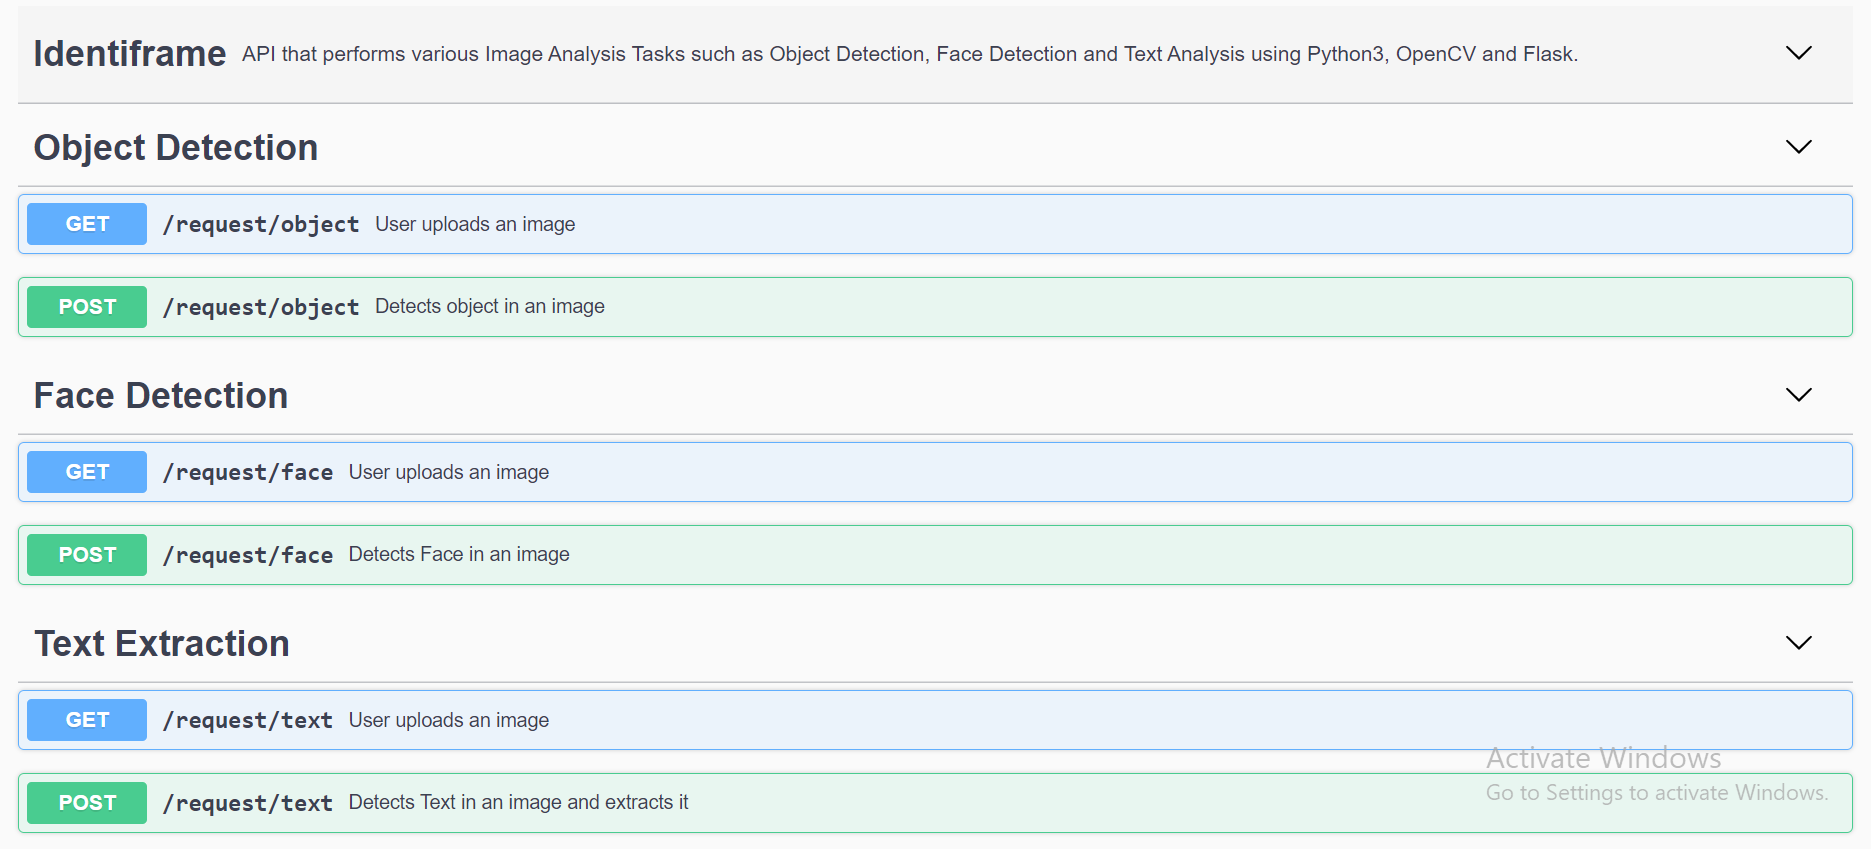 Identiframe API that performs various Image Analysis Tasks such as Object Detection, Face Detection and Text Analysis using Python3, OpenCV and Flask.
Object Detection
GET /request/object User uploads an image
POST /request/object Detects object in an image
Face Detection
GET /request/face User uploads an image
POST /request/face Detects Face in an image
Text Extraction
GET /request/text User uploads an image
Activate Windows
POST /request/text Detects Text in an image and extracts it
Go to Settings to activate Windows.